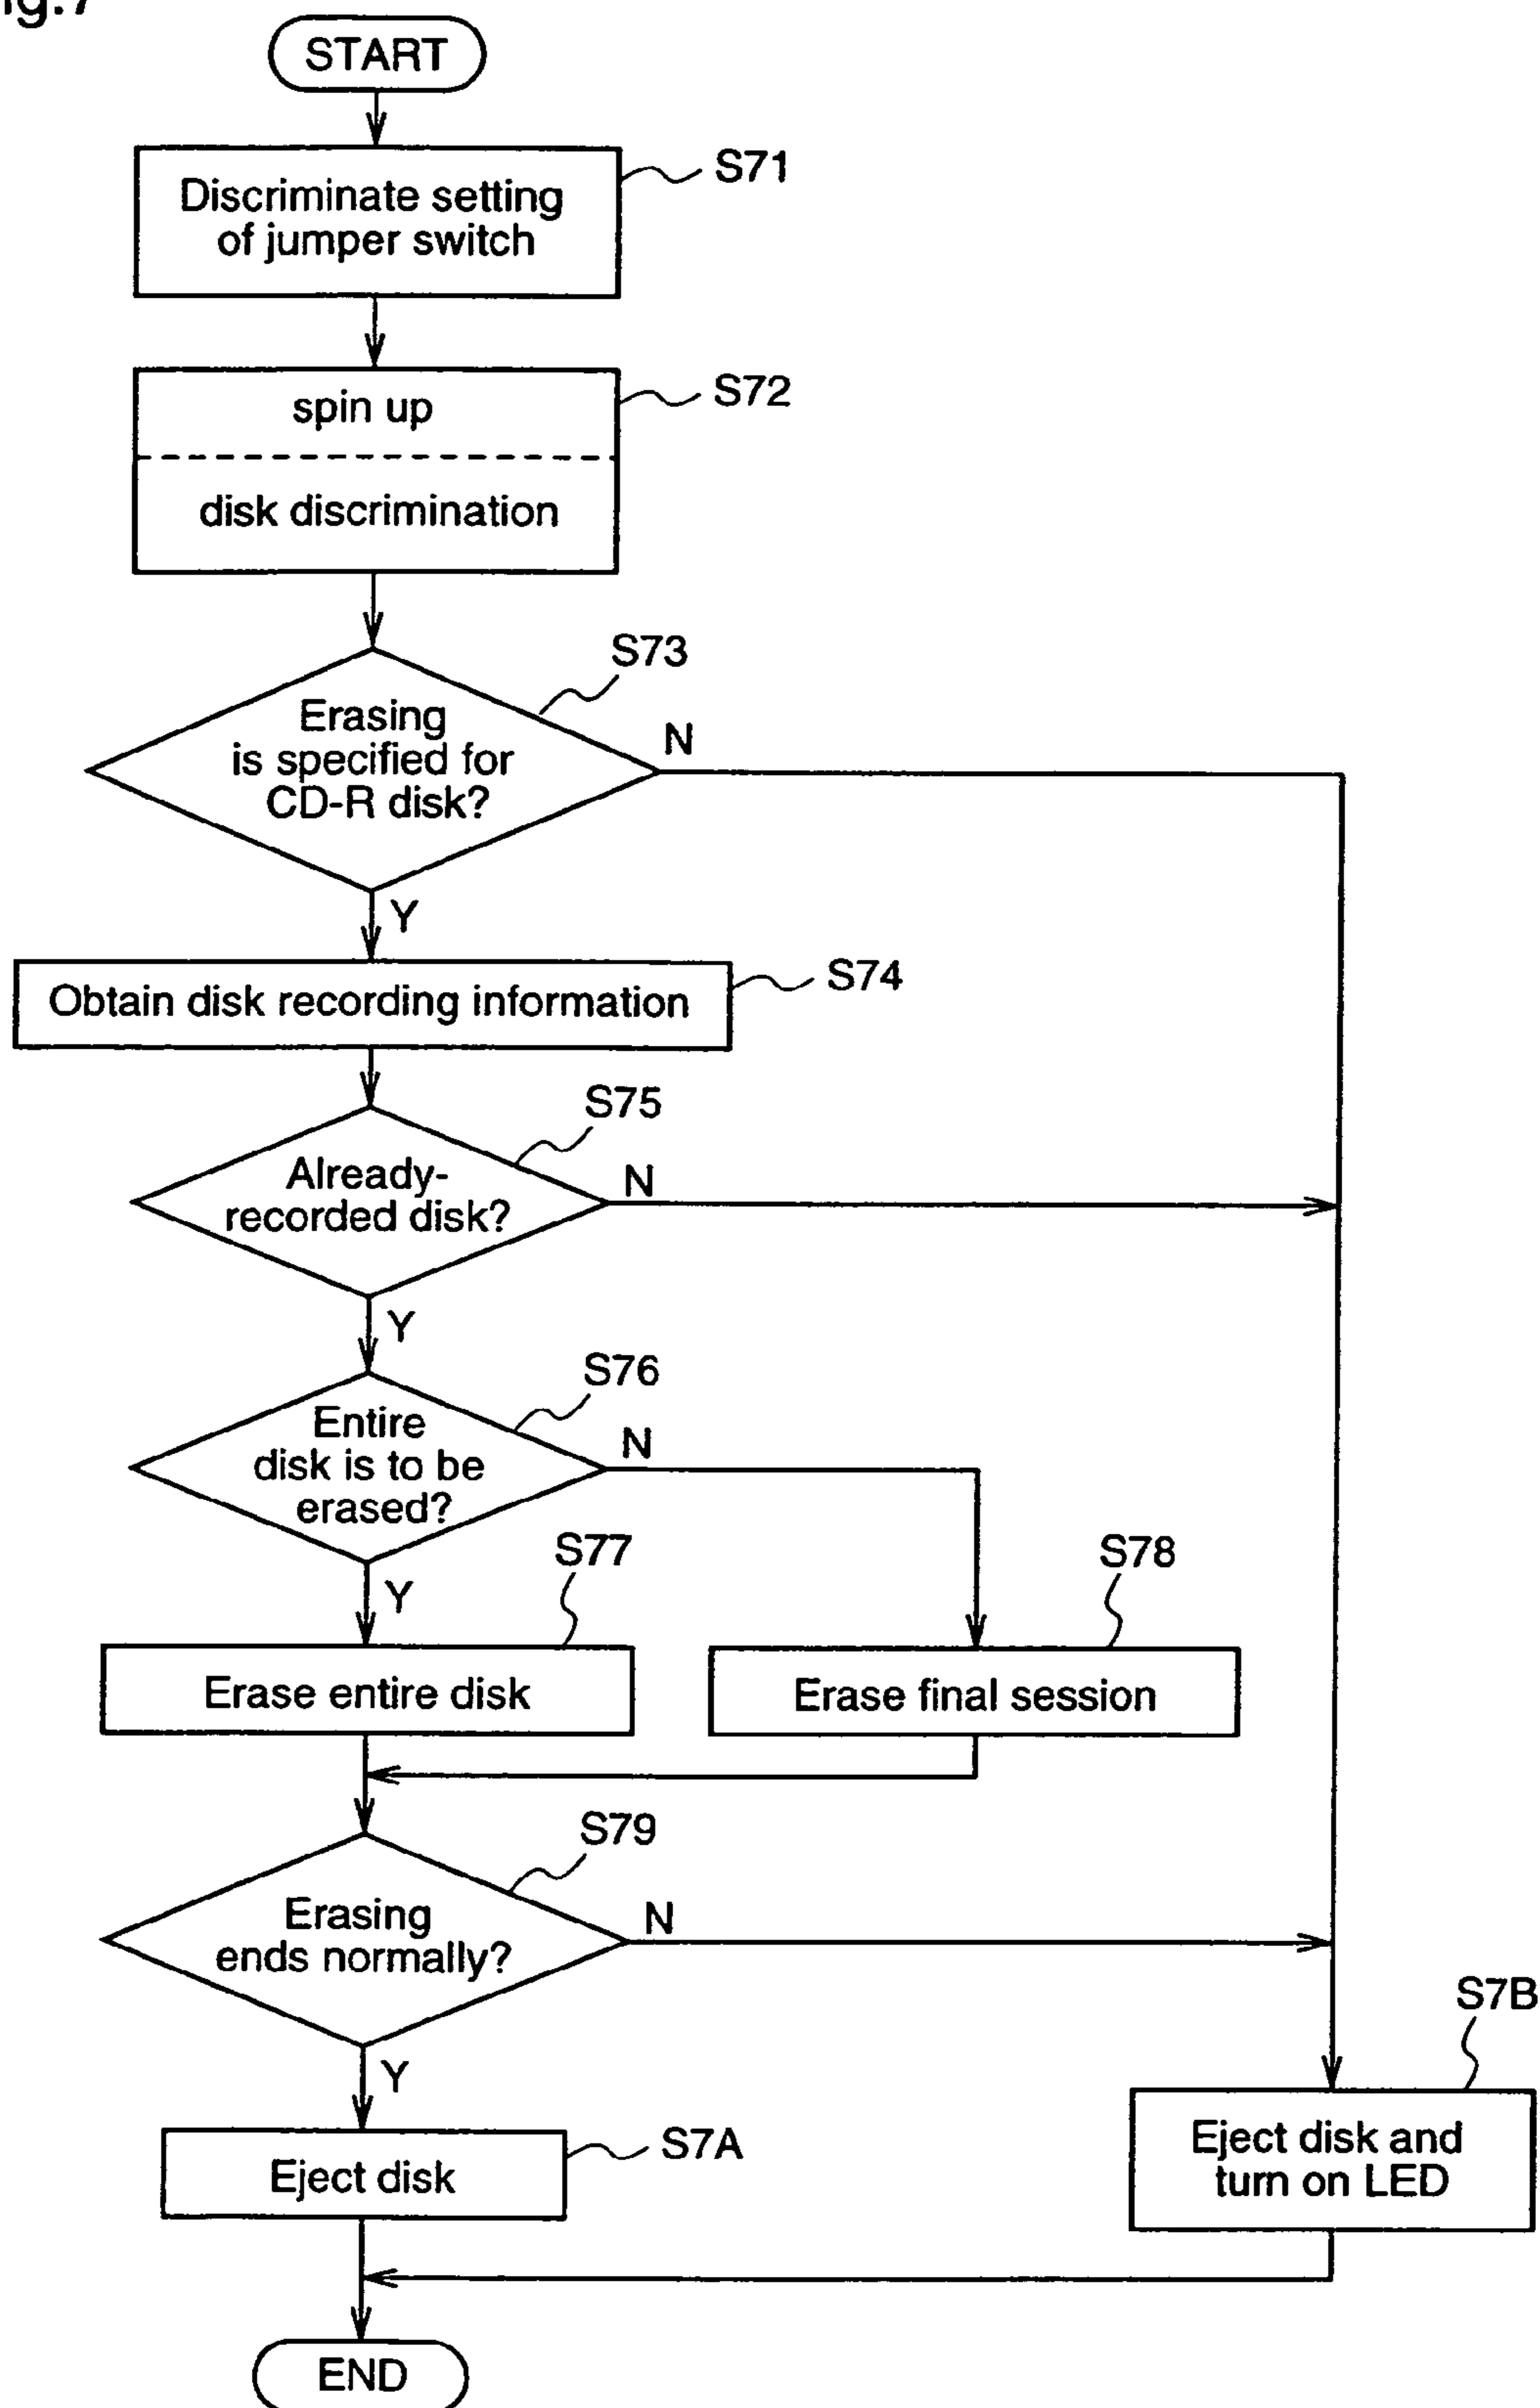 Fig.7
START
Discriminate setting
of jumper switch
S71
spin up
disk discrimination
S72
S73
Erasing
is specified for
CD-R disk?
N
Y
Obtain disk recording information
S74
S75
Already-
recorded disk?
N
Y
S76
Entire
disk is to be
erased?
N
Y
S77
S78
Erase entire disk
Erase final session
S79
Erasing
ends normally?
N
Y
S7B
Eject disk
S7A
Eject disk and
turn on LED
END